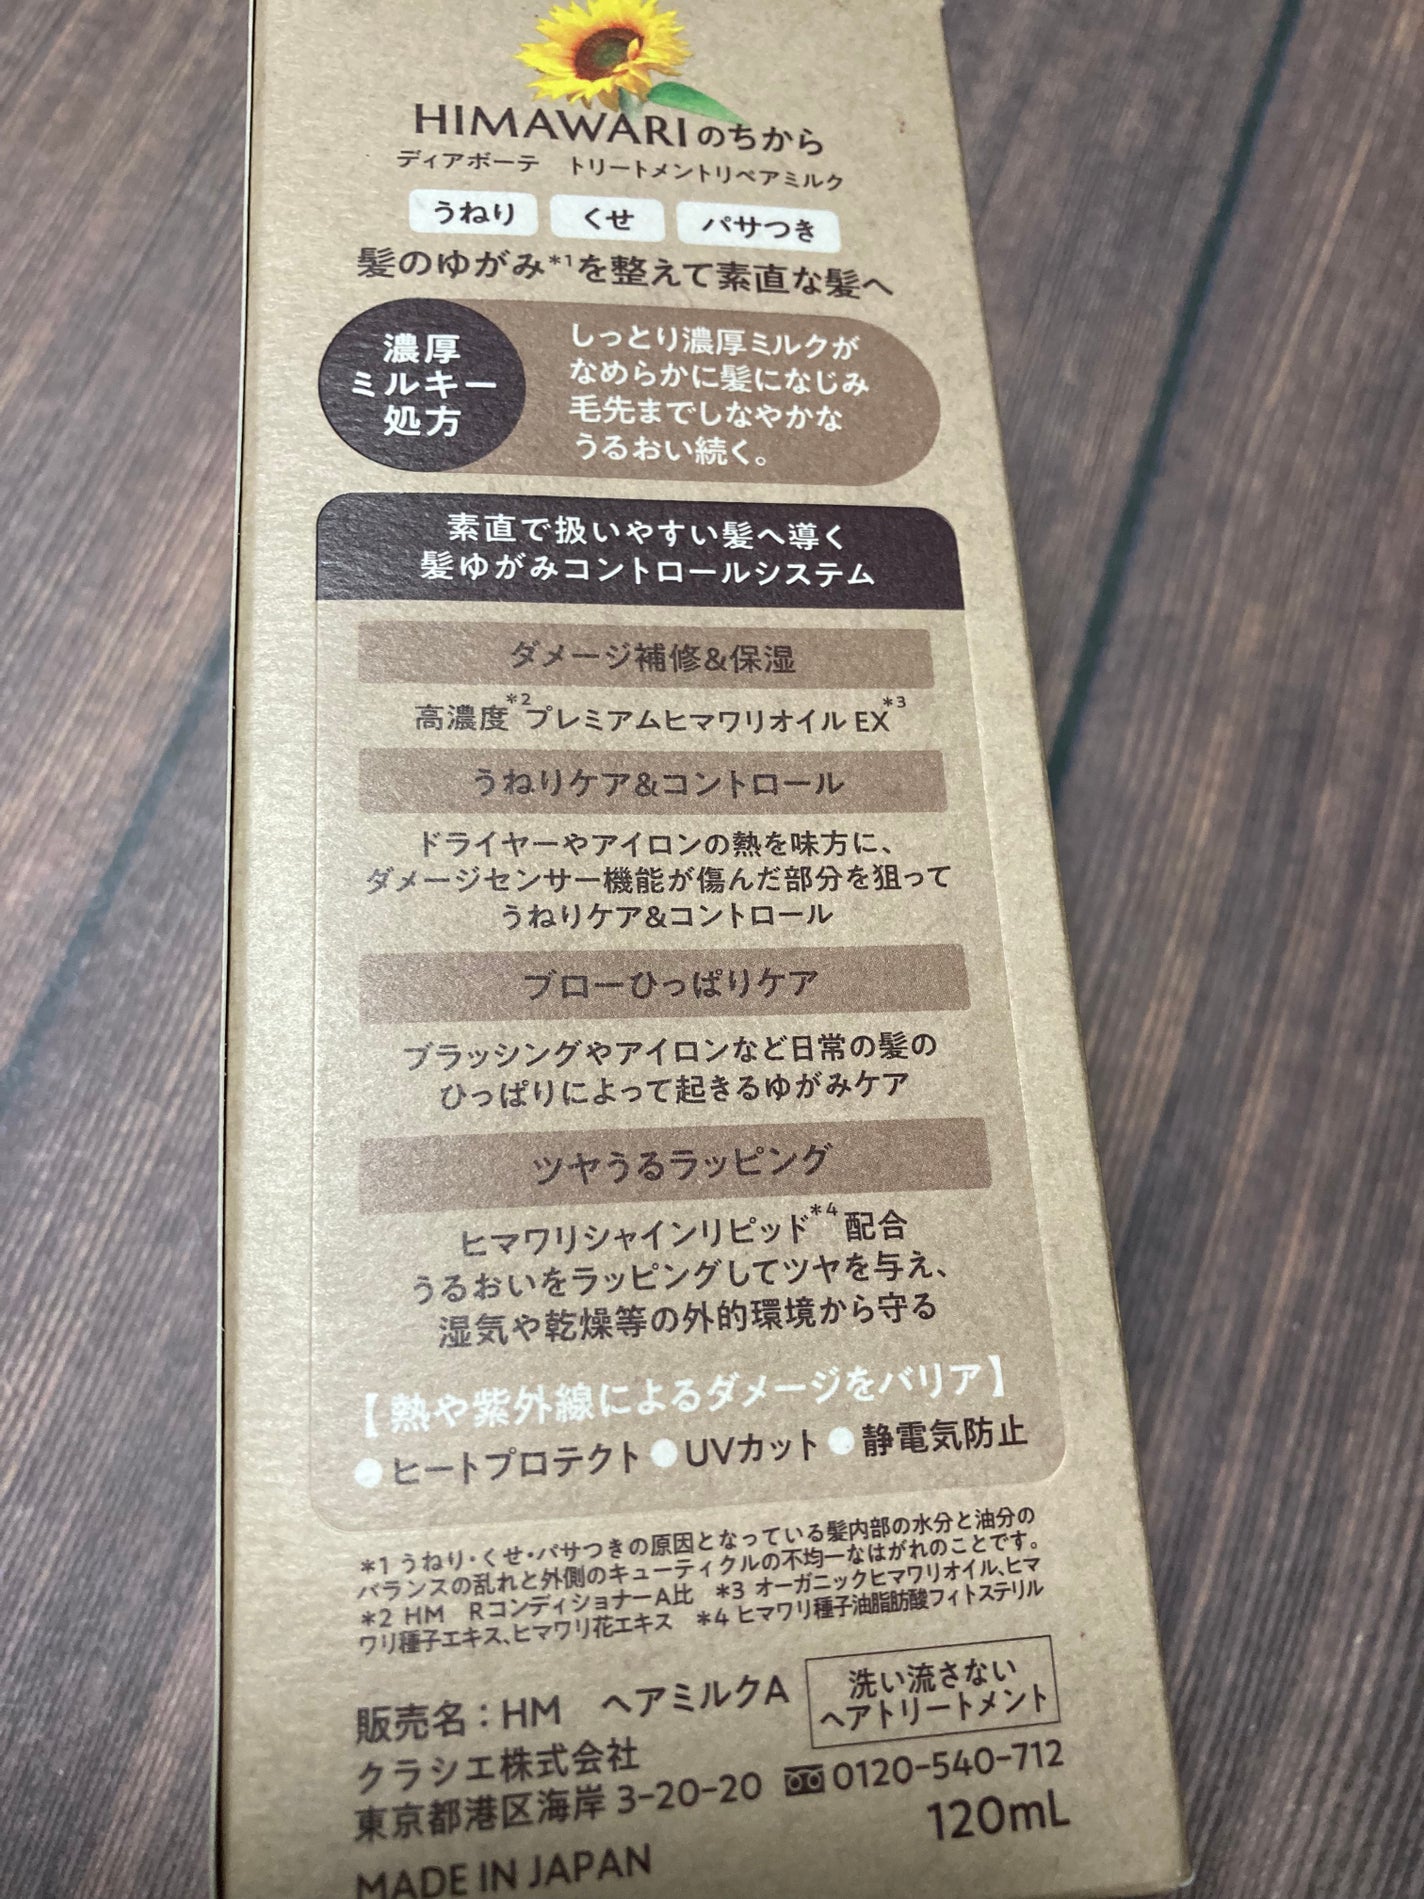 HIMAWARIのちから
ディアボーテ　トリートメントリペアミルク
うねり くせ パサつき
髪のゆがみ*1を整えて素直な髪へ
濃厚
ミルキー
処方
しっとり濃厚ミルクが
なめらかに髪になじみ
毛先までしなやかな
うるおい続く。
素直で扱いやすい髪へ導く
髪ゆがみコントロールシステム
ダメージ補修&保湿
高濃度*2プレミアムヒマワリオイルEX*3
うねりケア&コントロール
ドライヤーやアイロンの熱を味方に、
ダメージセンサー機能が傷んだ部分を狙って
うねりケア&コントロール
ブローひっぱりケア
ブラッシングやアイロンなど日常の髪の
ひっぱりによって起きるゆがみケア
ツヤうるラッピング
ヒマワリシャインリピッド*4配合
うるおいをラッピングしてツヤを与え、
湿気や乾燥等の外的環境から守る
【熱や紫外線によるダメージをバリア】
●ヒートプロテクト●UVカット●静電気防止
*1 うねり・くせ・パサつきの原因となっている髪内部の水分と油分の
バランスの乱れと外側のキューティクルの不均一なはがれのことです。
*2 HM　Rコンディショナー A比　*3 オーガニックヒマワリオイル、ヒマ
ワリ種子エキス、ヒマワリ花エキス　*4 ヒマワリ種子油脂肪酸フィトステリル
販売名：HM　ヘアミルクA
洗い流さない
ヘアトリートメント
クラシエ株式会社
東京都港区海岸 3-20-20 0120-540-712
120mL
MADE IN JAPAN